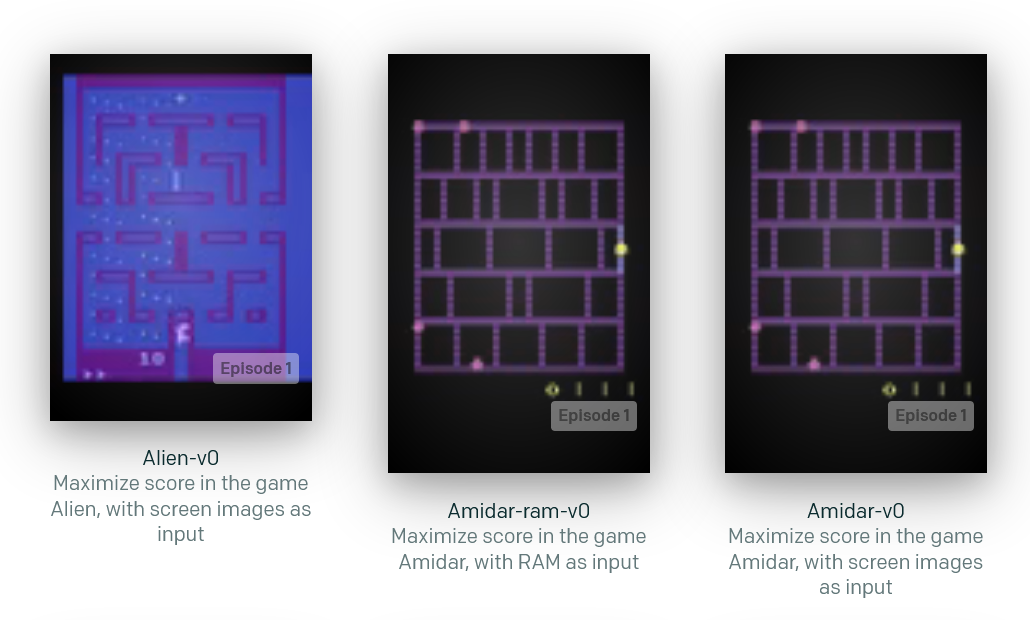 10
Episode 1
Alien-v0
Maximize score in the game
Alien, with screen images as
input
Episode 1
Amidar-ram-v0
Maximize score in the game
Amidar, with RAM as input
Episode 1
Amidar-v0
Maximize score in the game
Amidar, with screen images
as input